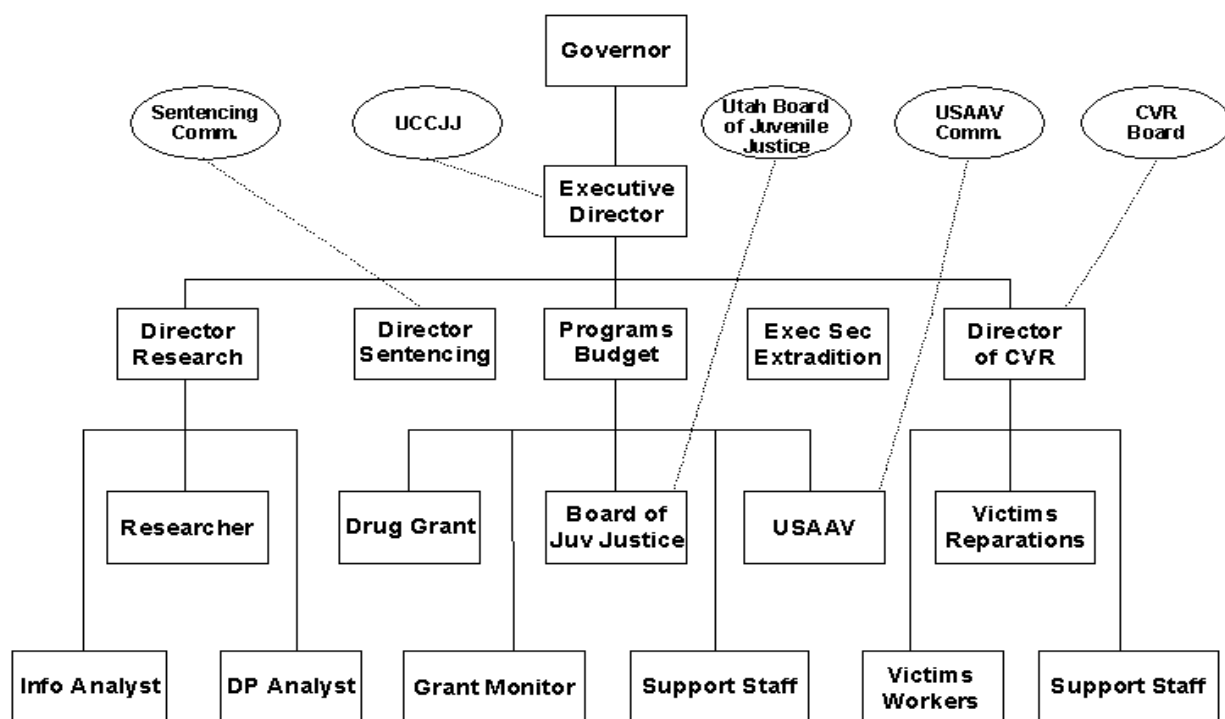 Governor
Sentencing
Comm.
UCCJJ
Utah Board
of Juvenile
Justice
USAAV
Comm.
CVR
Board
Executive
Director
Director
Research
Director
Sentencing
Programs
Budget
Exec Sec
Extradition
Director
of CVR
Researcher
Drug Grant
Board of
Juv Justice
USAAV
Victims
Reparations
Info Analyst
DP Analyst
Grant Monitor
Support Staff
Victims
Workers
Support Staff